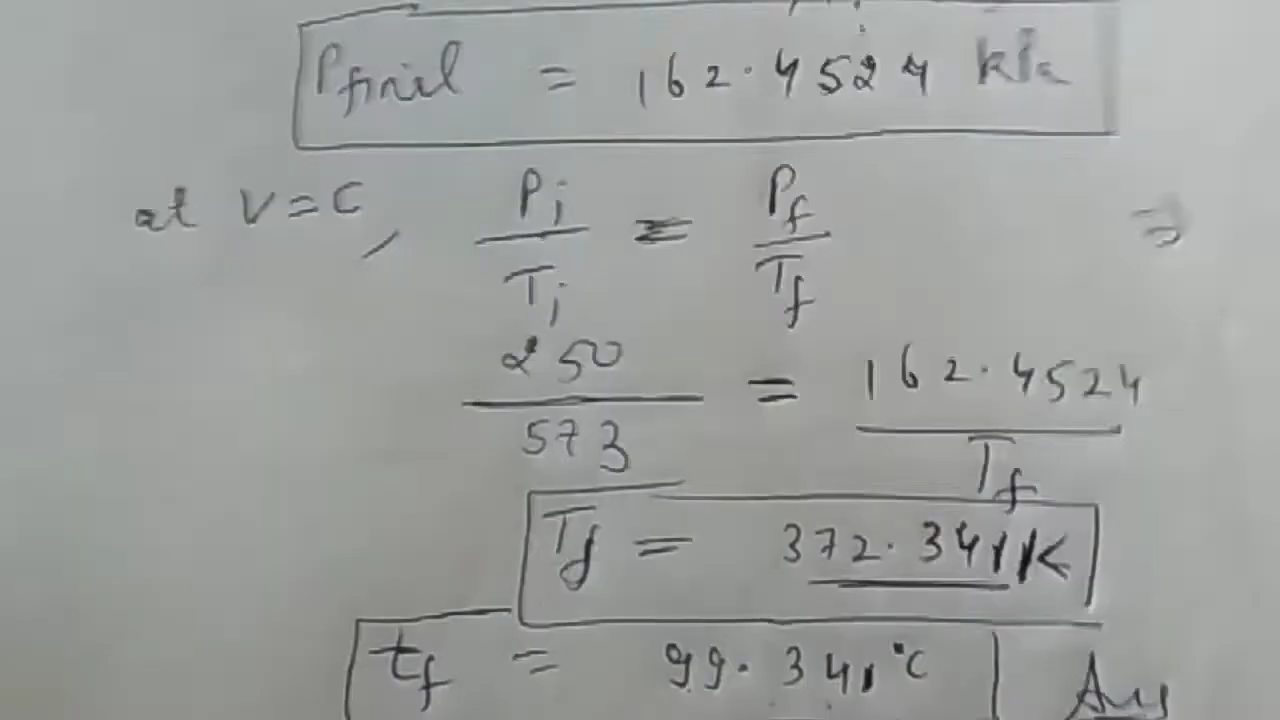 Pfinal = 162.4524 kPa
at V=C, Pi/Ti = Pf/Tf ⇒
250/573 = 162.4524/Tf
Tf = 372.341 K
tf = 99.341 °C Ans